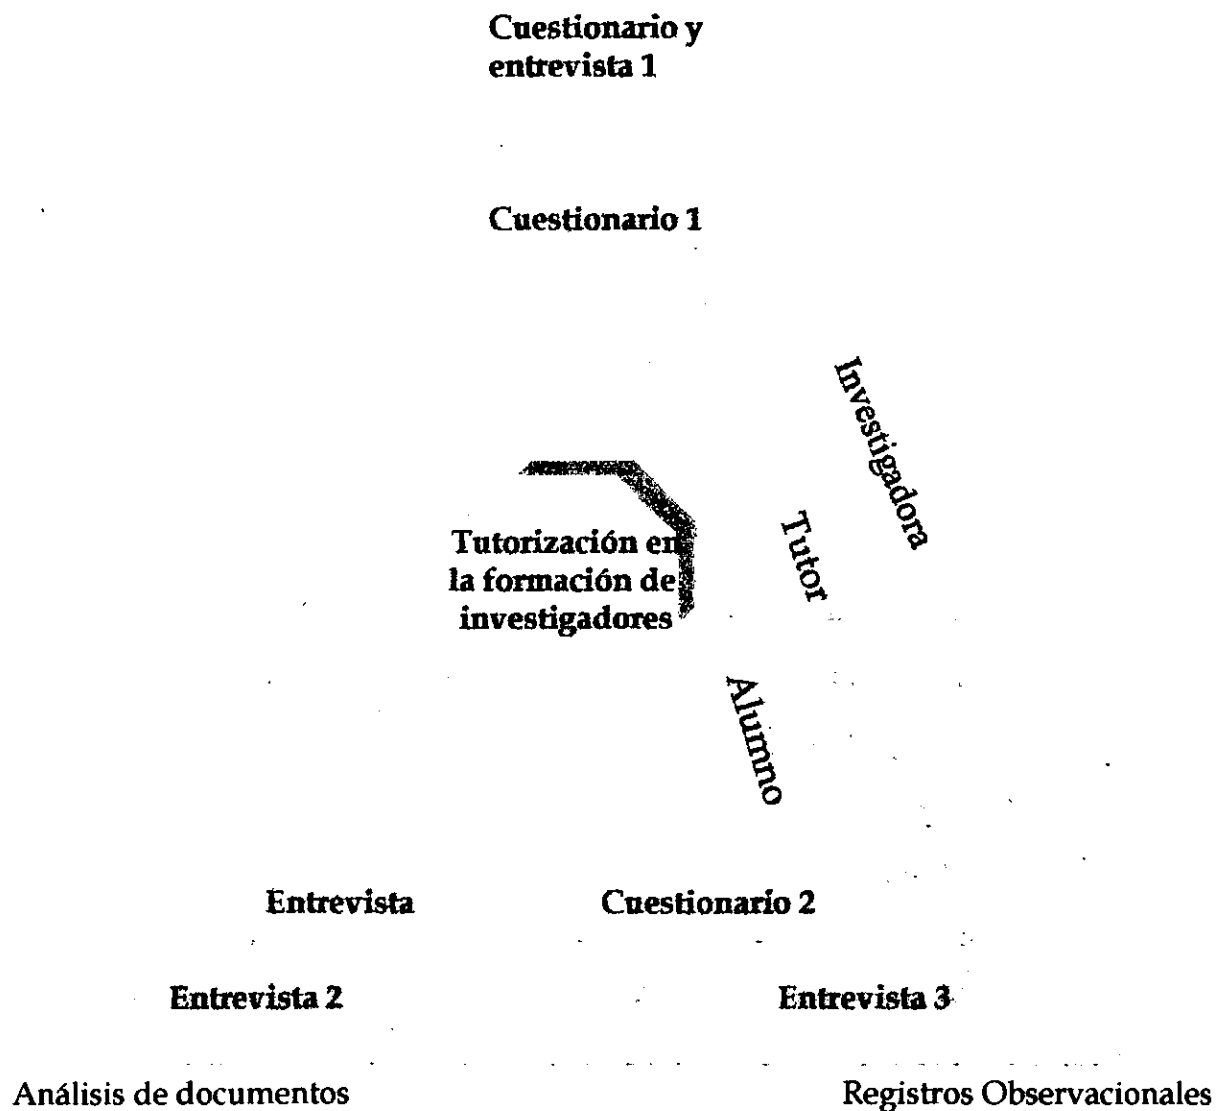 Cuestionario y
entrevista 1
Cuestionario 1
Investigadora
Tutor
Tutorización en
la formación de
investigadores
Alumno
Entrevista
Cuestionario 2
Entrevista 2
Entrevista 3
Análisis de documentos
Registros Observacionales